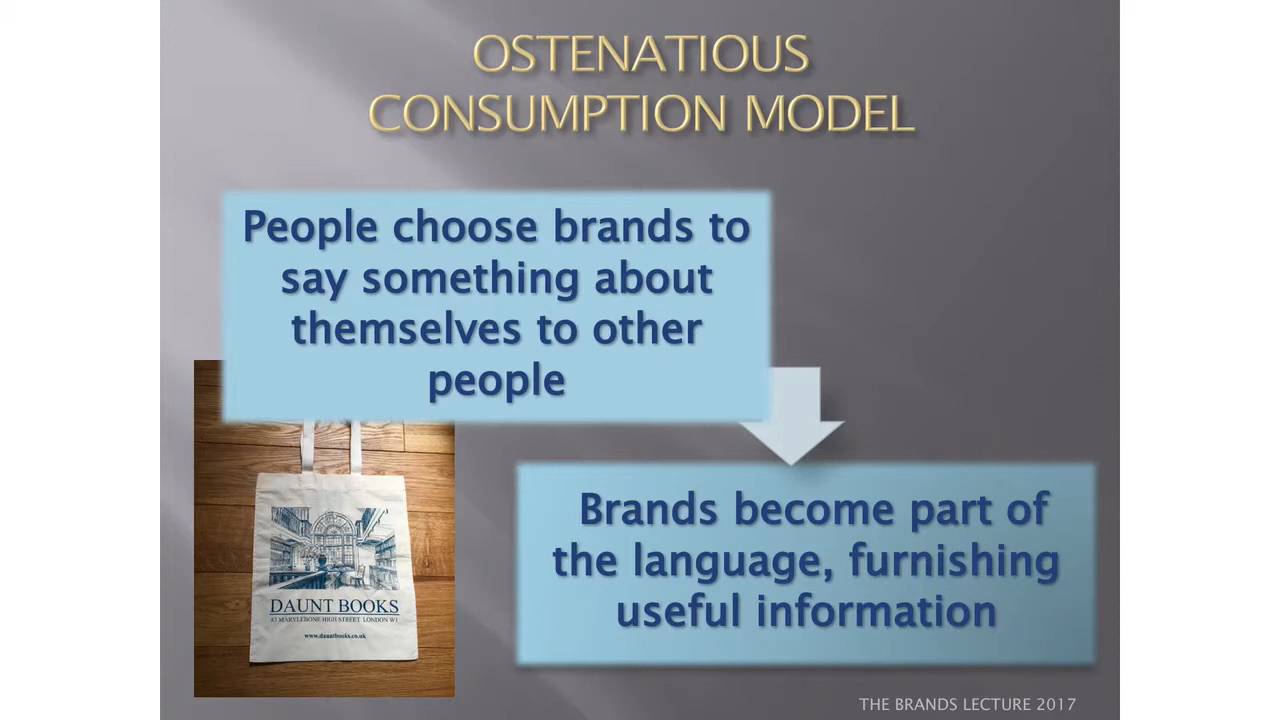 OSTENATIOUS
CONSUMPTION MODEL
People choose brands to
say something about
themselves to other
people
Brands become part of
the language, furnishing
useful information
DAUNT BOOKS
83 MARYLEBONE HIGH STREET LONDON W1
www.dauntbooks.co.uk
THE BRANDS LECTURE 2017